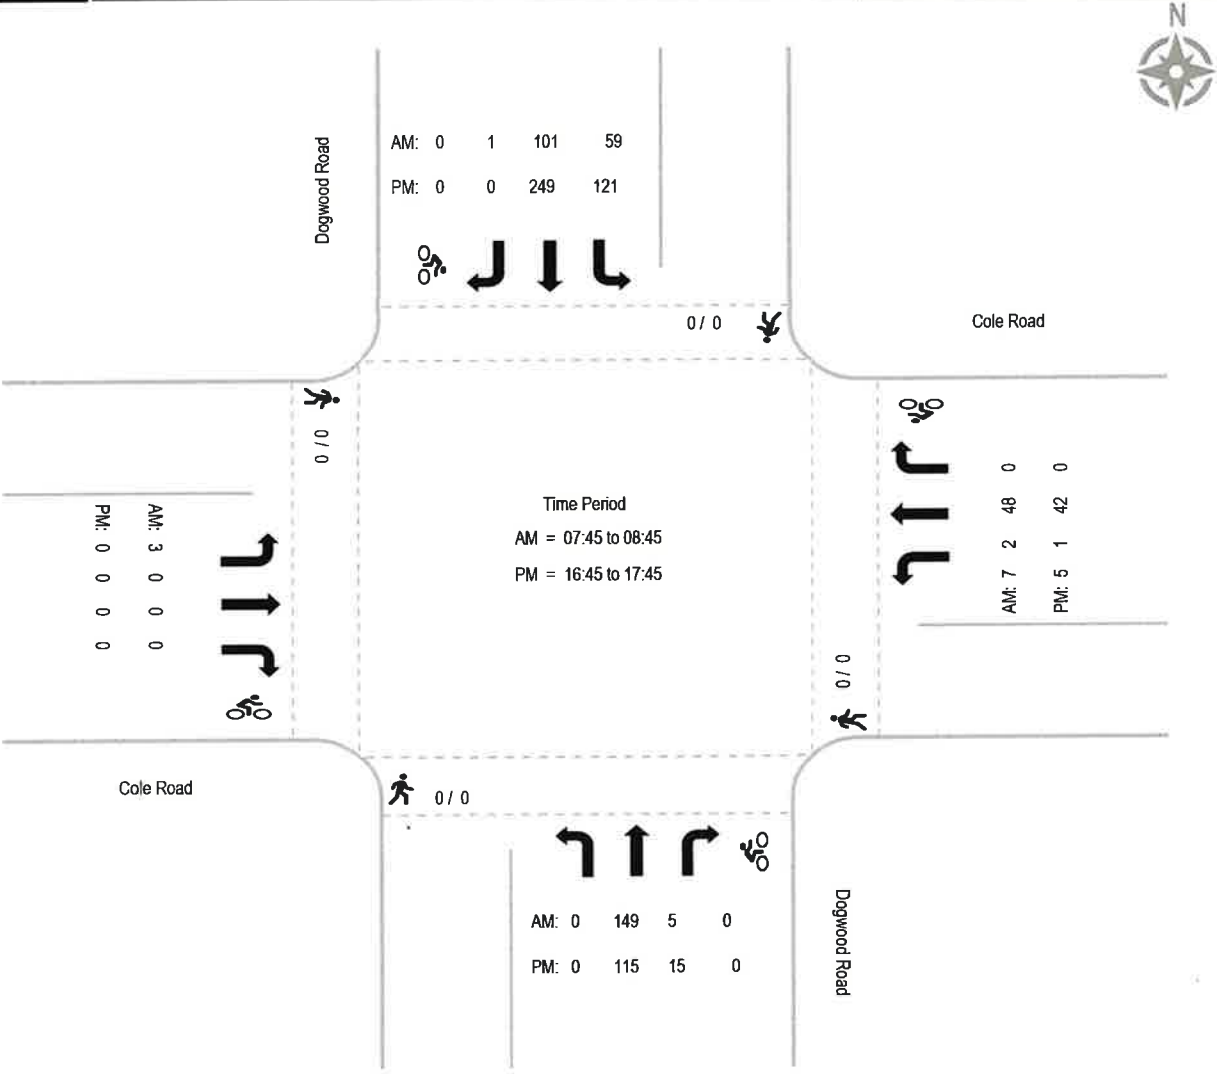 N
Dogwood Road
AM: 0 1 101 59
PM: 0 0 249 121
0 / 0
Cole Road
0 / 0
Time Period
AM = 07:45 to 08:45
PM = 16:45 to 17:45
AM: 3 0 0 0
PM: 0 0 0 0
AM: 7 2 48 0
PM: 5 1 42 0
0 / 0
Cole Road
0 / 0
AM: 0 149 5 0
PM: 0 115 15 0
Dogwood Road